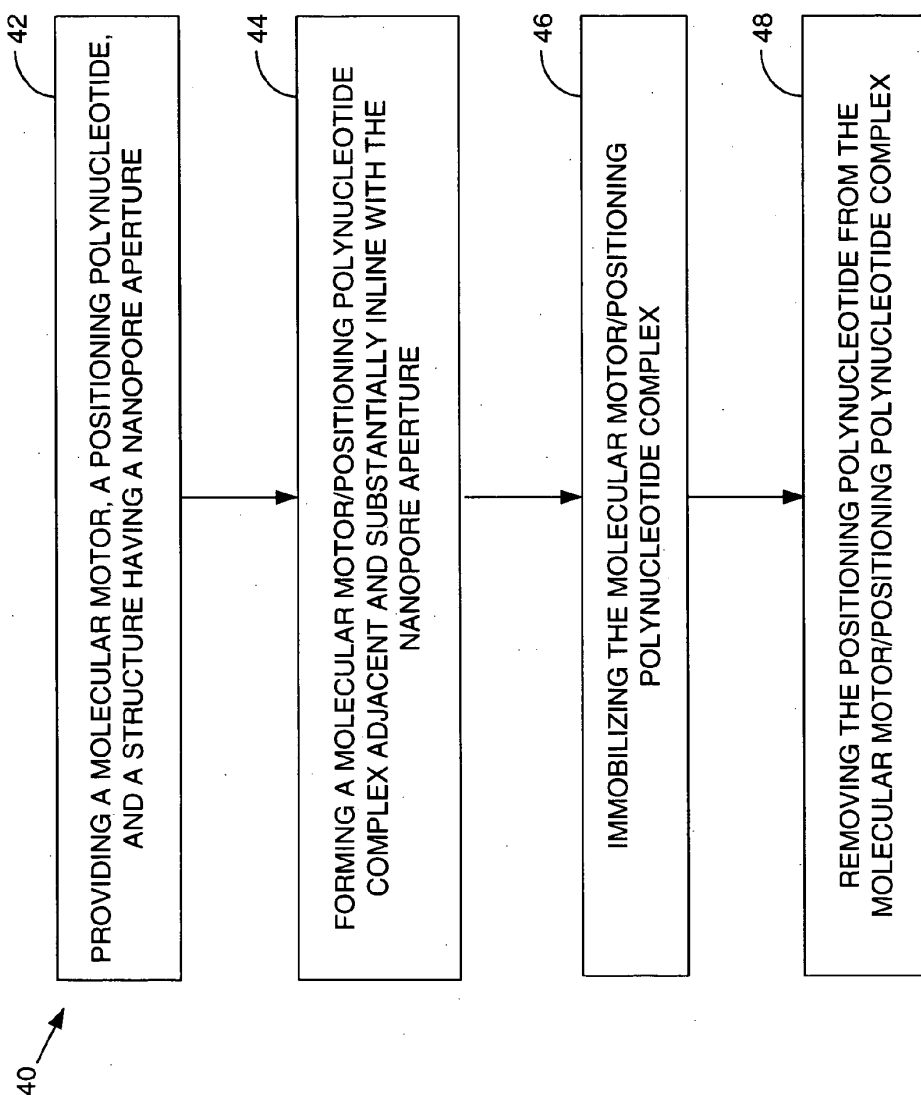 40
42
PROVIDING A MOLECULAR MOTOR, A POSITIONING POLYNUCLEOTIDE,
AND A STRUCTURE HAVING A NANOPORE APERTURE
44
FORMING A MOLECULAR MOTOR/POSITIONING POLYNUCLEOTIDE
COMPLEX ADJACENT AND SUBSTANTIALLY INLINE WITH THE
NANOPORE APERTURE
46
IMMOBILIZING THE MOLECULAR MOTOR/POSITIONING
POLYNUCLEOTIDE COMPLEX
48
REMOVING THE POSITIONING POLYNUCLEOTIDE FROM THE
MOLECULAR MOTOR/POSITIONING POLYNUCLEOTIDE COMPLEX